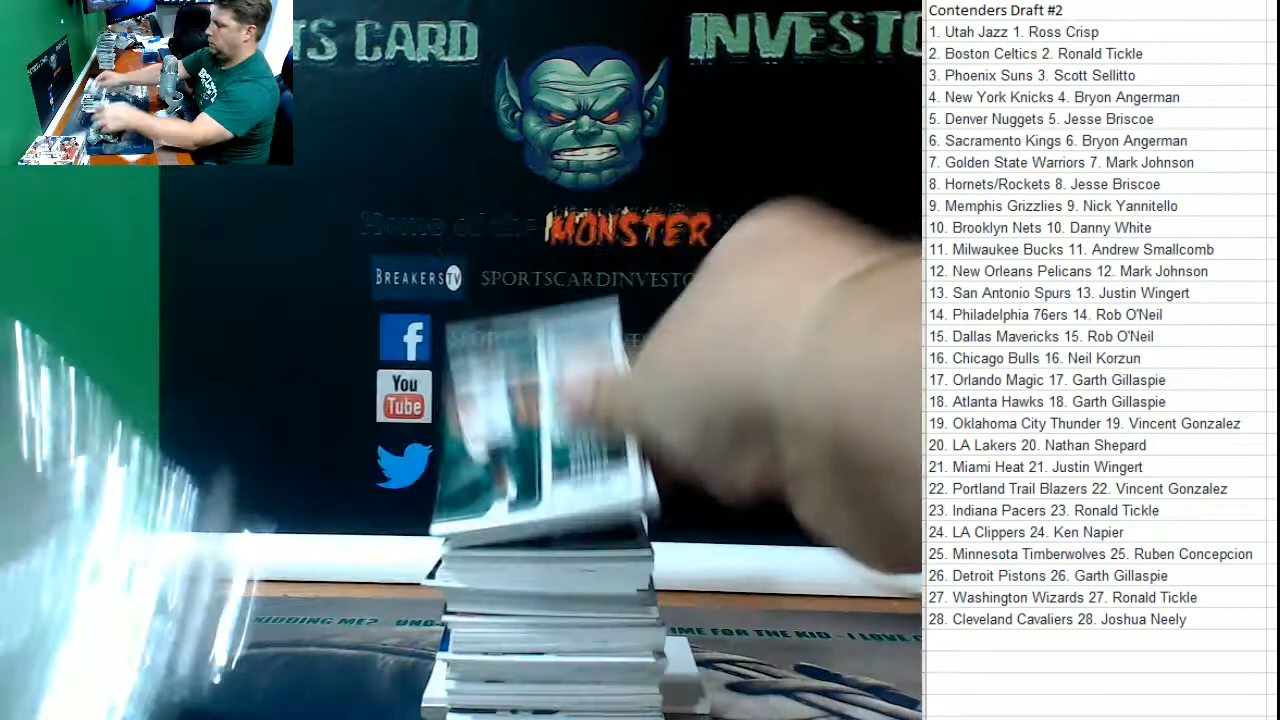 TS CARD INVESTO
MONSTER
BREAKERSTV SPORTSCARDINVESTO
You
Tube
KIDDING ME?
TIME FOR THE KID - I LOVE
Contenders Draft #2
1. Utah Jazz 1. Ross Crisp
2. Boston Celtics 2. Ronald Tickle
3. Phoenix Suns 3. Scott Sellitto
4. New York Knicks 4. Bryon Angerman
5. Denver Nuggets 5. Jesse Briscoe
6. Sacramento Kings 6. Bryon Angerman
7. Golden State Warriors 7. Mark Johnson
8. Hornets/Rockets 8. Jesse Briscoe
9. Memphis Grizzlies 9. Nick Yannitello
10. Brooklyn Nets 10. Danny White
11. Milwaukee Bucks 11. Andrew Smallcomb
12. New Orleans Pelicans 12. Mark Johnson
13. San Antonio Spurs 13. Justin Wingert
14. Philadelphia 76ers 14. Rob O'Neil
15. Dallas Mavericks 15. Rob O'Neil
16. Chicago Bulls 16. Neil Korzun
17. Orlando Magic 17. Garth Gillaspie
18. Atlanta Hawks 18. Garth Gillaspie
19. Oklahoma City Thunder 19. Vincent Gonzalez
20. LA Lakers 20. Nathan Shepard
21. Miami Heat 21. Justin Wingert
22. Portland Trail Blazers 22. Vincent Gonzalez
23. Indiana Pacers 23. Ronald Tickle
24. LA Clippers 24. Ken Napier
25. Minnesota Timberwolves 25. Ruben Concepcion
26. Detroit Pistons 26. Garth Gillaspie
27. Washington Wizards 27. Ronald Tickle
28. Cleveland Cavaliers 28. Joshua Neely